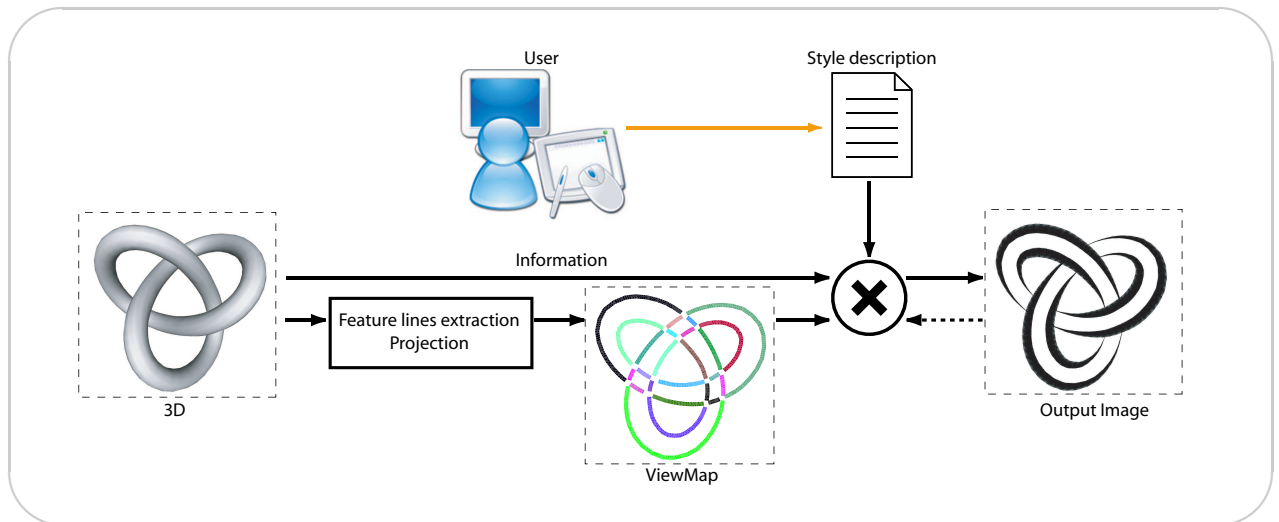 User
Style description
Information
Feature lines extraction
Projection
3D
ViewMap
Output Image